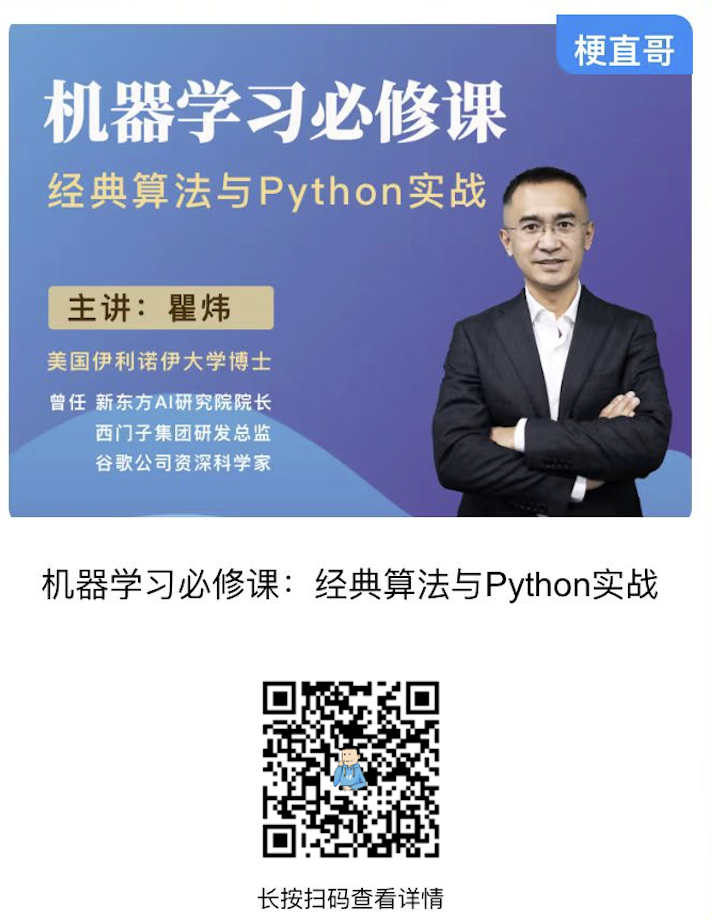 梗直哥
机器学习必修课
经典算法与Python实战
主讲：瞿炜
美国伊利诺伊大学博士
曾任 新东方AI研究院院长
西门子集团研发总监
谷歌公司资深科学家
机器学习必修课：经典算法与Python实战
长按扫码查看详情